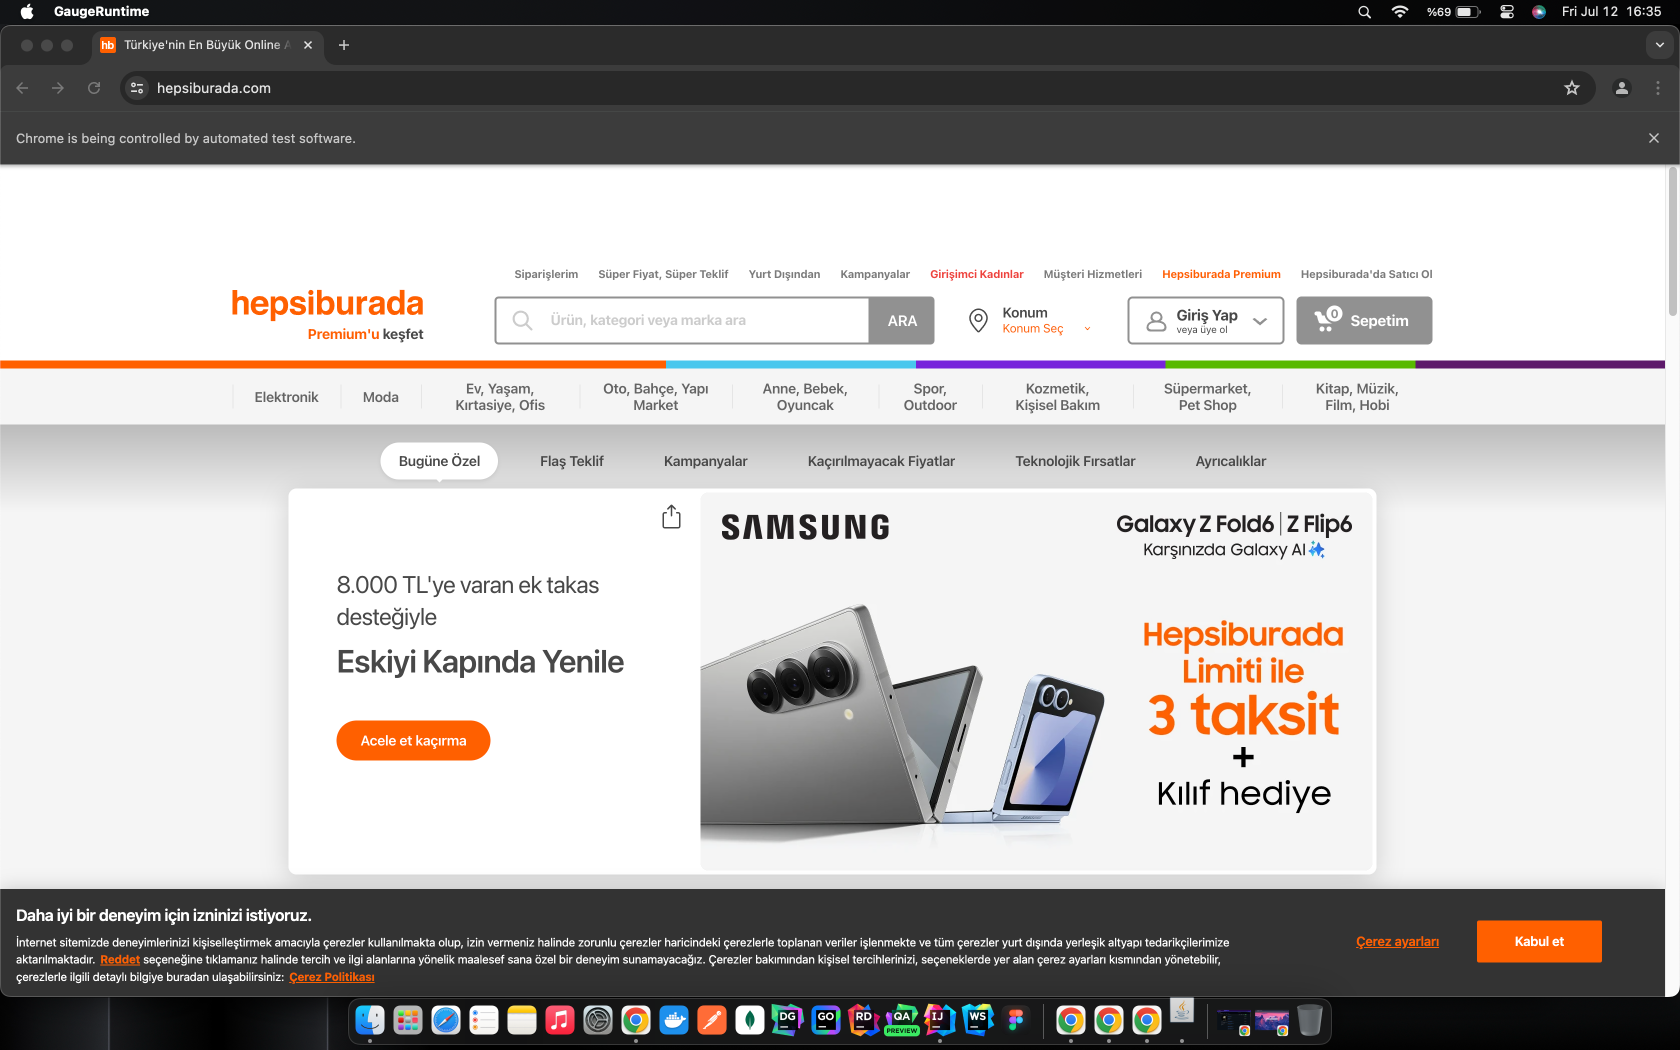 GaugeRuntime
%69
Fri Jul 12 16:35
hb
Türkiye'nin En Büyük Online A
hepsiburada.com
Chrome is being controlled by automated test software.
Siparişlerim
Süper Fiyat, Süper Teklif
Yurt Dışından
Kampanyalar
Girişimci Kadınlar
Müşteri Hizmetleri
Hepsiburada Premium
Hepsiburada'da Satıcı Ol
hepsiburada
Premium'u keşfet
Ürün, kategori veya marka ara
ARA
Konum
Konum Seç
Giriş Yap
veya üye ol
0
Sepetim
Elektronik
Moda
Ev, Yaşam,
Kırtasiye, Ofis
Oto, Bahçe, Yapı
Market
Anne, Bebek,
Oyuncak
Spor,
Outdoor
Kozmetik,
Kişisel Bakım
Süpermarket,
Pet Shop
Kitap, Müzik,
Film, Hobi
Bugüne Özel
Flaş Teklif
Kampanyalar
Kaçırılmayacak Fiyatlar
Teknolojik Fırsatlar
Ayrıcalıklar
8.000 TL'ye varan ek takas
desteğiyle
Eskiyi Kapında Yenile
Acele et kaçırma
SAMSUNG
Galaxy Z Fold6 | Z Flip6
Karşınızda Galaxy AI
Hepsiburada
Limiti ile
3 taksit
+
Kılıf hediye
Daha iyi bir deneyim için izninizi istiyoruz.
İnternet sitemizde deneyimlerinizi kişiselleştirmek amacıyla çerezler kullanılmakta olup, izin vermeniz halinde zorunlu çerezler haricindeki çerezlerle toplanan veriler işlenmekte ve tüm çerezler yurt dışında yerleşik altyapı tedarikçilerimize
aktarılmaktadır. Reddet seçeneğine tıklamanız halinde tercih ve ilgi alanlarına yönelik maalesef sana özel bir deneyim sunamayacağız. Çerezler bakımından kişisel tercihlerinizi, seçeneklerde yer alan çerez ayarları kısmından yönetebilir,
çerezlerle ilgili detaylı bilgiye buradan ulaşabilirsiniz: Çerez Politikası
Çerez ayarları
Kabul et
DG
GO
RD
QA
PREVIEW
IJ
WS